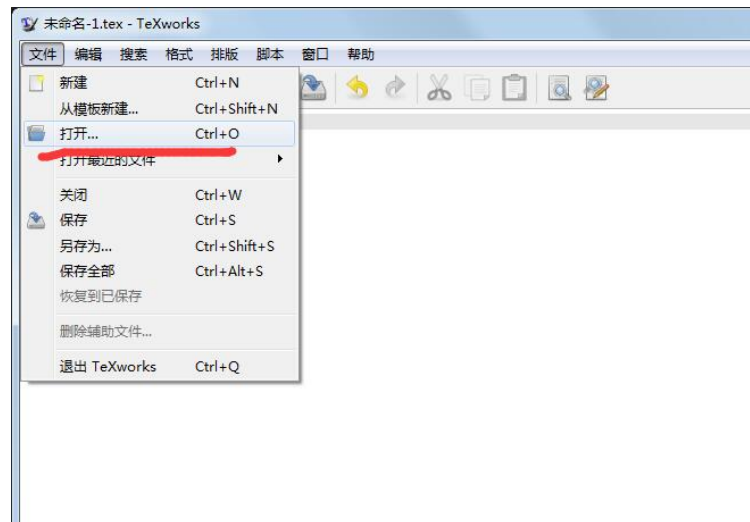 未命名-1.tex - TeXworks
文件 编辑 搜索 格式 排版 脚本 窗口 帮助
新建 Ctrl+N
从模板新建... Ctrl+Shift+N
打开... Ctrl+O
打开最近的文件
关闭 Ctrl+W
保存 Ctrl+S
另存为... Ctrl+Shift+S
保存全部 Ctrl+Alt+S
恢复到已保存
删除辅助文件...
退出 TeXworks Ctrl+Q